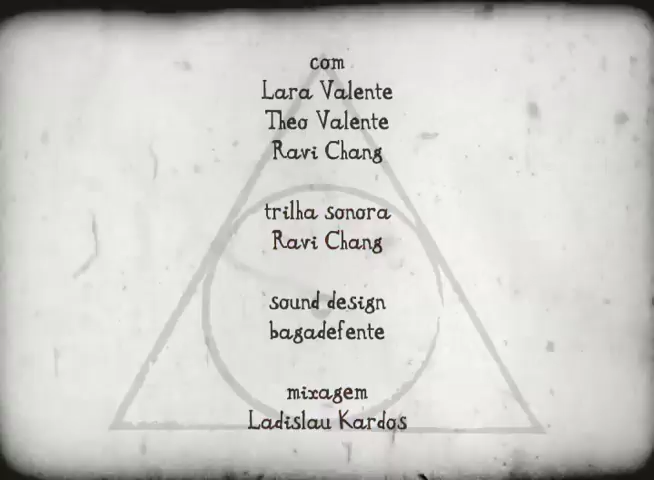 com
Lara Valente
Theo Valente
Ravi Chang
trilha sonora
Ravi Chang
sound design
bagadefente
mixagem
Ladislau Kardos